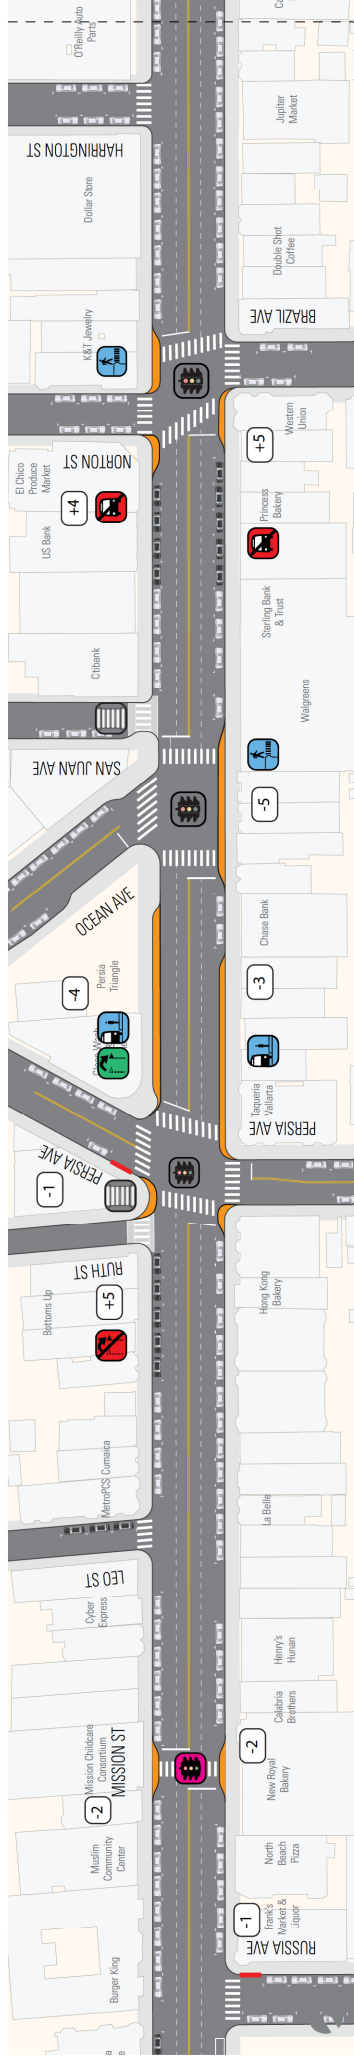 O'Reilly Auto
Parts
Ca
HARRINGTON ST
Jupiter
Market
Dollar Store
Double Shot
Coffee
BRAZIL AVE
K&T Jewelry
Western
Union
+5
NORTON ST
El Chico
Produce
Market
+4
US Bank
Princess
Bakery
Sterling Bank
& Trust
Citibank
Walgreens
SAN JUAN AVE
-5
OCEAN AVE
Chase Bank
-4
Persia
Triangle
-3
Taqueria
Vallarta
PERSIA AVE
PERSIA AVE
-1
RUTH ST
+5
Bottoms Up
Hong Kong
Bakery
Cumaica
MetroPCS
La Belle
LEO ST
Cyber
Express
Henry's
Hunan
Calabria
Brothers
Mission Childcare
Consortium
MISSION ST
-2
New Royal
Bakery
-2
Muslim
Community
Center
North
Beach
Pizza
-1
Frank's
Market &
Liquor
RUSSIA AVE
Burger King
a